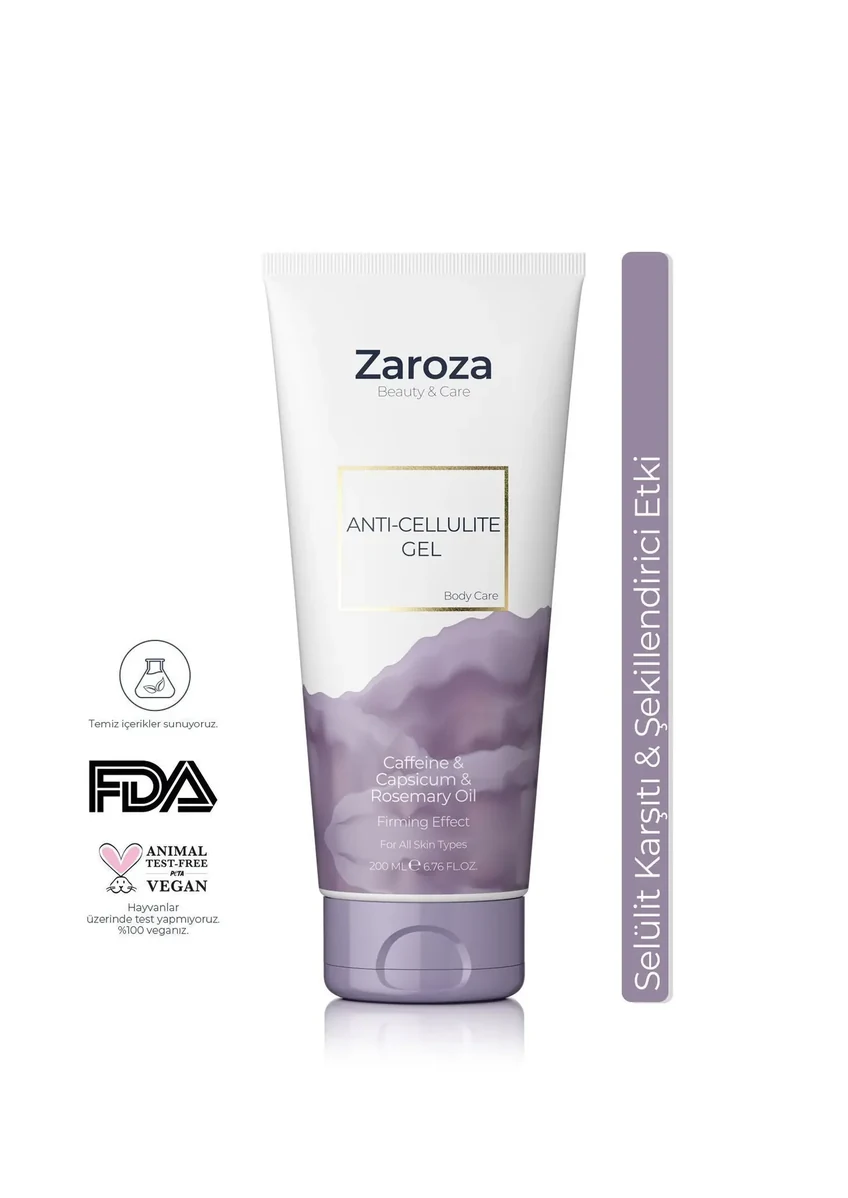 Zaroza
Beauty & Care
ANTI-CELLULITE
GEL
Body Care
Caffeine &
Capsicum &
Rosemary Oil
Firming Effect
For All Skin Types
200 ML ℮ 6.76 FL.OZ.
Temiz içerikler sunuyoruz.
FDA
ANIMAL
TEST-FREE
PETA
VEGAN
Hayvanlar
üzerinde test yapmıyoruz.
%100 veganız.
Selülit Karşıtı & Şekillendirici Etki